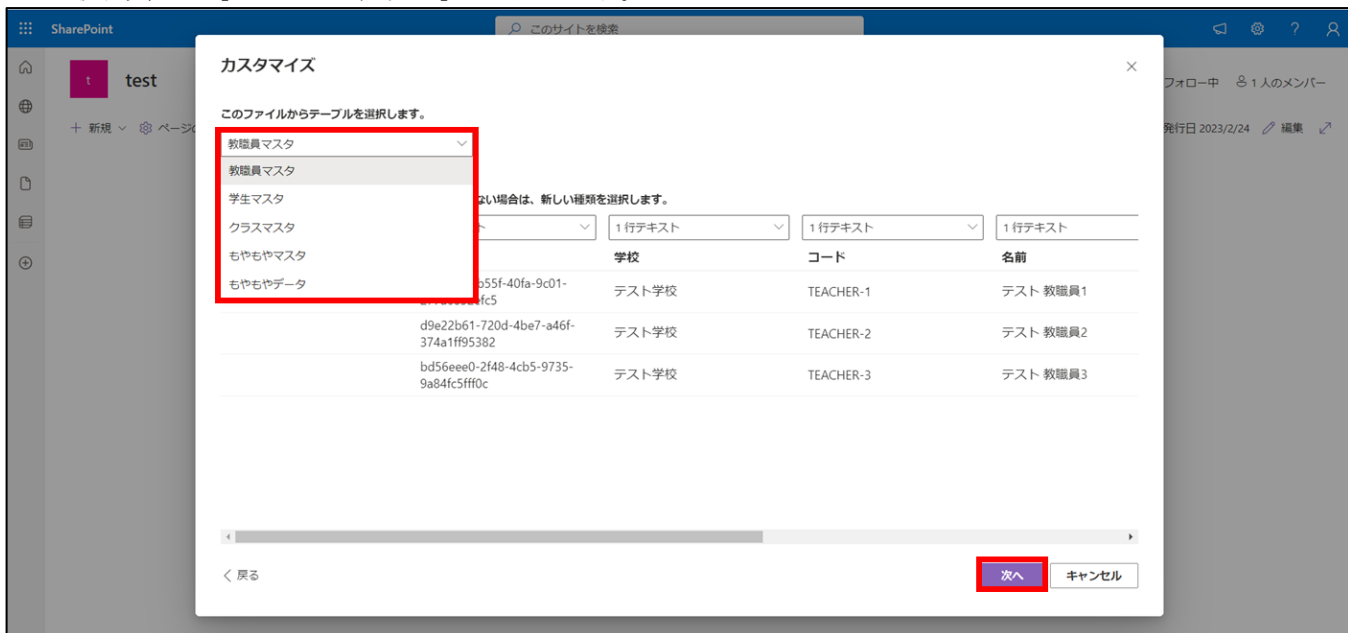 SharePoint
このサイトを検索
?
t
test
フォロー中
1 人のメンバー
+ 新規
発行日 2023/2/24
編集
カスタマイズ
このファイルからテーブルを選択します。
教職員マスタ
教職員マスタ
学生マスタ
クラスマスタ
もやもやマスタ
もやもやデータ
ない場合は、新しい種類を選択します。
1 行テキスト
1 行テキスト
1 行テキスト
学校
コード
名前
b55f-40fa-9c01-
テスト学校
TEACHER-1
テスト 教職員1
d9e22b61-720d-4be7-a46f-
374a1ff95382
テスト学校
TEACHER-2
テスト 教職員2
bd56eee0-2f48-4cb5-9735-
9a84fc5fff0c
テスト学校
TEACHER-3
テスト 教職員3
戻る
次へ
キャンセル